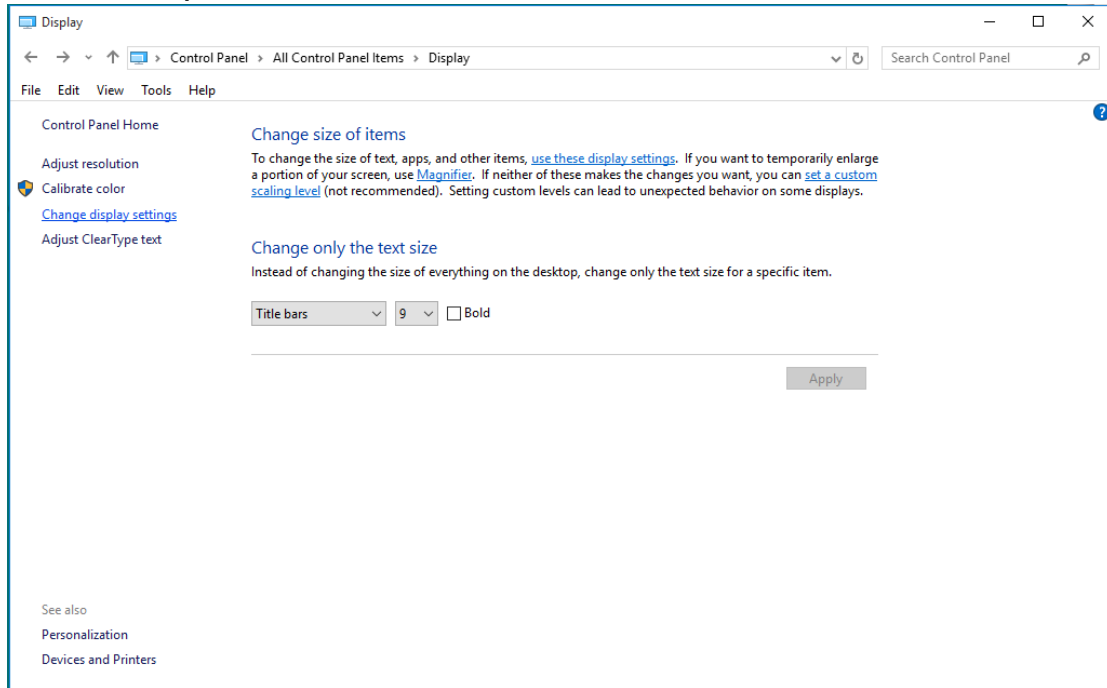 Display
Control Panel > All Control Panel Items > Display
Search Control Panel
File Edit View Tools Help
?
Control Panel Home
Adjust resolution
Calibrate color
Change display settings
Adjust ClearType text
Change size of items
To change the size of text, apps, and other items, use these display settings. If you want to temporarily enlarge
a portion of your screen, use Magnifier. If neither of these makes the changes you want, you can set a custom
scaling level (not recommended). Setting custom levels can lead to unexpected behavior on some displays.
Change only the text size
Instead of changing the size of everything on the desktop, change only the text size for a specific item.
Title bars 9 Bold
Apply
See also
Personalization
Devices and Printers